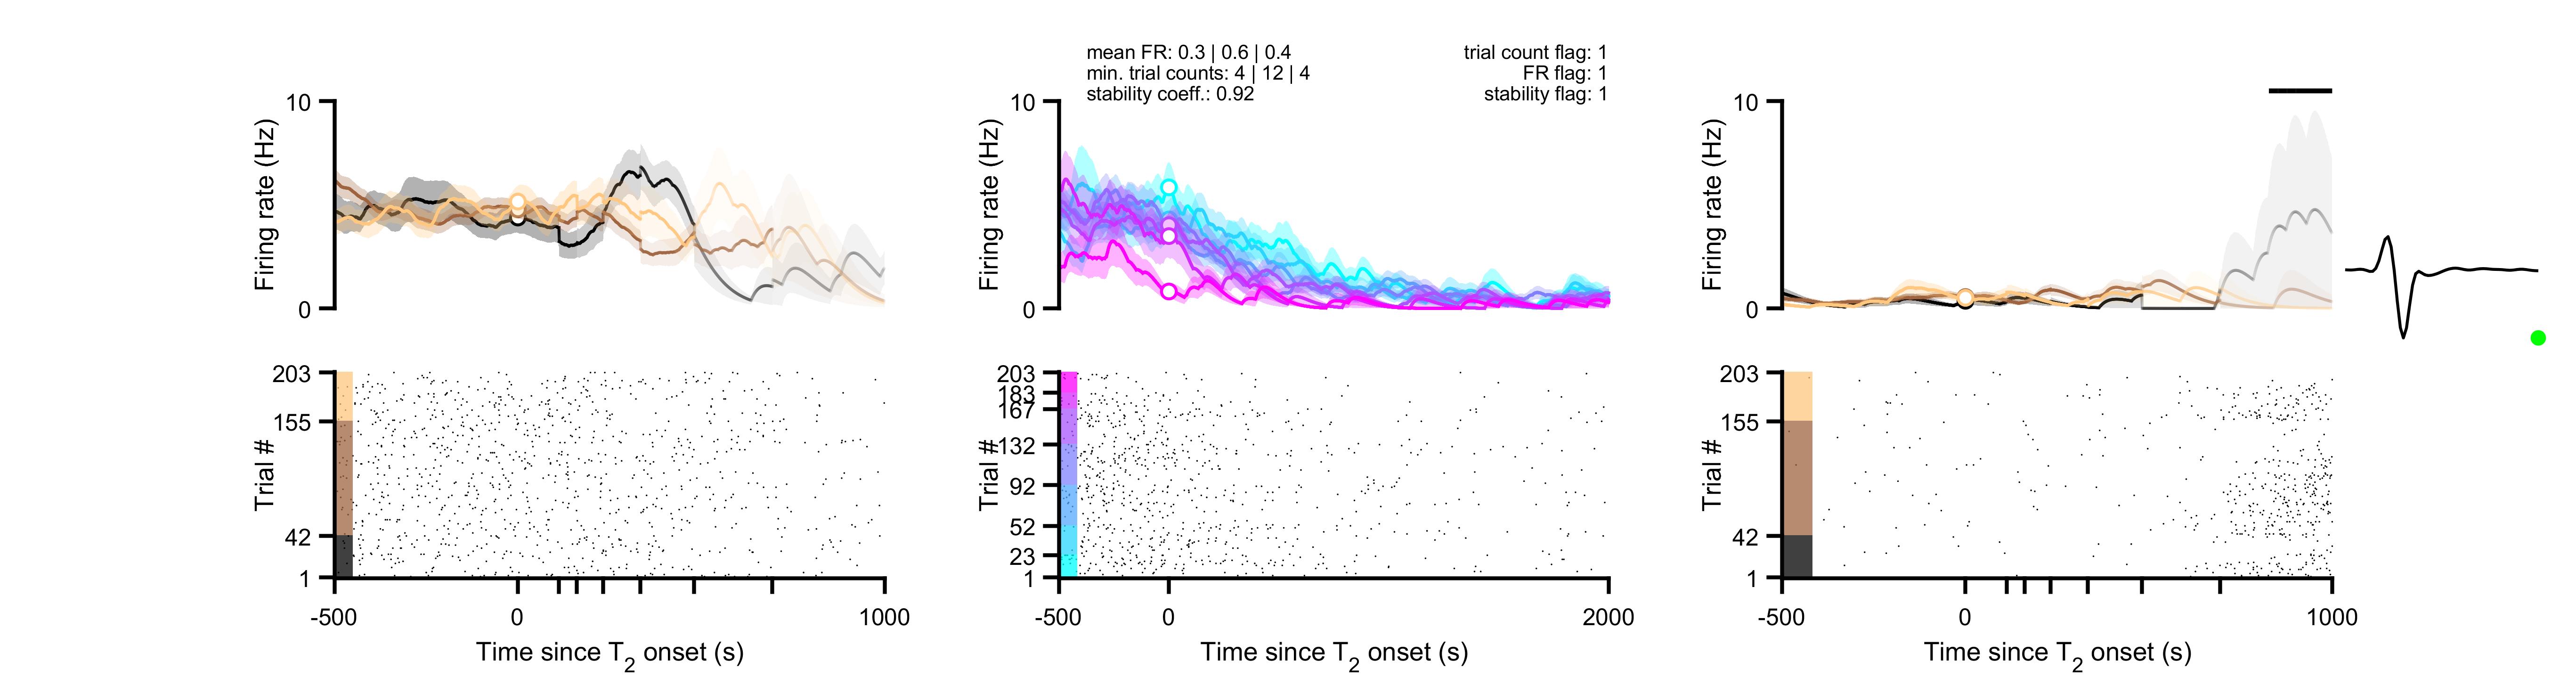 mean FR: 0.3 | 0.6 | 0.4
min. trial counts: 4 | 12 | 4
stability coeff.: 0.92
trial count flag: 1
FR flag: 1
stability flag: 1
10
Firing rate (Hz)
0
10
Firing rate (Hz)
0
10
Firing rate (Hz)
0
203
155
Trial #
42
1
-500
0
1000
Time since T2 onset (s)
203
183
167
132
Trial #
92
52
23
1
-500
0
2000
Time since T2 onset (s)
203
155
Trial #
42
1
-500
0
1000
Time since T2 onset (s)